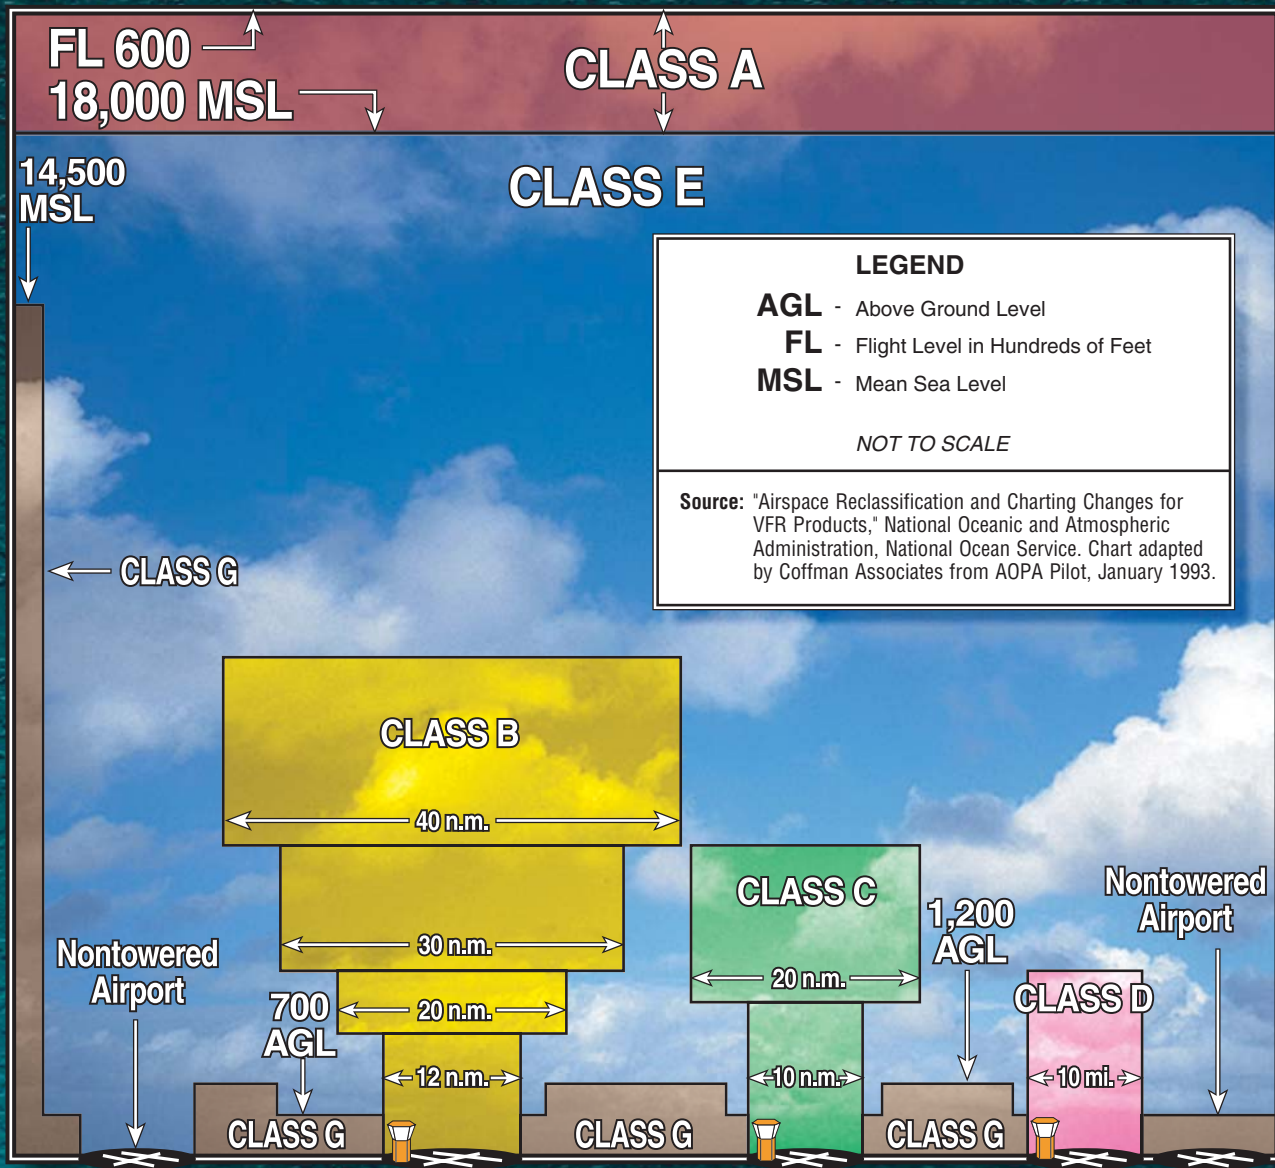 FL 600
18,000 MSL
CLASS A
14,500
MSL
CLASS E
LEGEND
AGL - Above Ground Level
FL - Flight Level in Hundreds of Feet
MSL - Mean Sea Level
NOT TO SCALE
Source: "Airspace Reclassification and Charting Changes for
VFR Products," National Oceanic and Atmospheric
Administration, National Ocean Service. Chart adapted
by Coffman Associates from AOPA Pilot, January 1993.
CLASS G
CLASS B
40 n.m.
30 n.m.
20 n.m.
12 n.m.
CLASS C
20 n.m.
10 n.m.
Nontowered
Airport
700
AGL
1,200
AGL
CLASS D
10 mi.
Nontowered
Airport
CLASS G
CLASS G
CLASS G